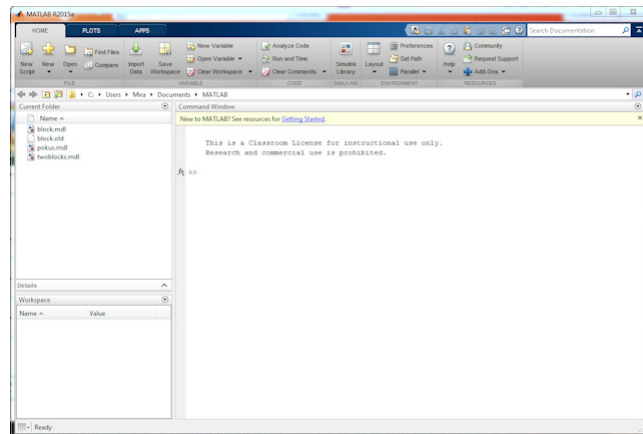 MATLAB R2015a
HOME PLOTS APPS
Search Documentation
New Script
New
Open
Find Files
Compare
Import Data
Save Workspace
New Variable
Open Variable
Clear Workspace
Analyze Code
Run and Time
Clear Commands
Simulink Library
Layout
Preferences
Set Path
Parallel
Help
Community
Request Support
Add-Ons
FILE VARIABLE CODE SIMULINK ENVIRONMENT RESOURCES
C: Users Mira Documents MATLAB
Current Folder
Name
block.mdl
block.old
pokus.mdl
twoblocks.mdl
Details
Workspace
Name Value
Command Window
New to MATLAB? See resources for Getting Started.
This is a Classroom License for instructional use only.
Research and commercial use is prohibited.
fx >>
Ready